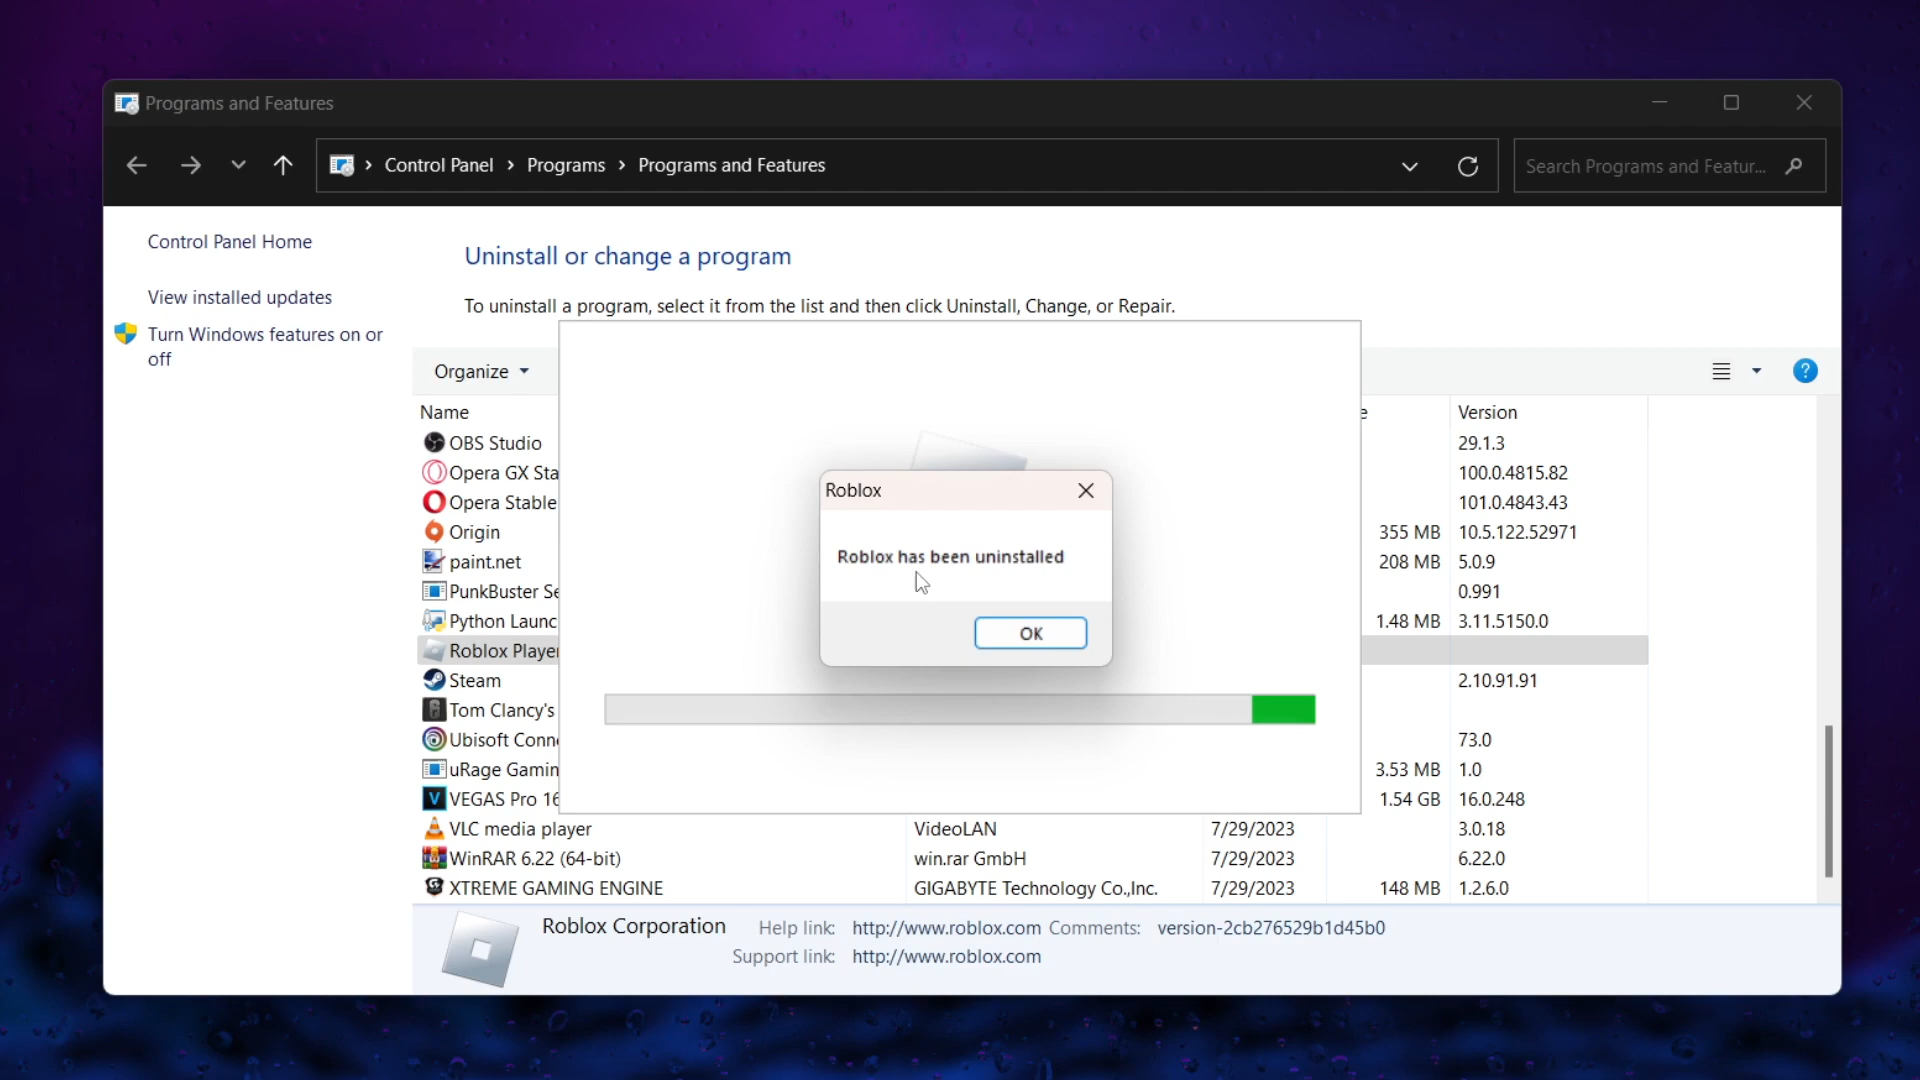 Programs and Features
Control Panel > Programs > Programs and Features
Search Programs and Featur...
Control Panel Home
View installed updates
Turn Windows features on or
off
Uninstall or change a program
To uninstall a program, select it from the list and then click Uninstall, Change, or Repair.
Organize
Name e Version
OBS Studio 29.1.3
Opera GX Sta 100.0.4815.82
Opera Stable 101.0.4843.43
Origin 355 MB 10.5.122.52971
paint.net 208 MB 5.0.9
PunkBuster Se 0.991
Python Launc 1.48 MB 3.11.5150.0
Roblox Player
Steam 2.10.91.91
Tom Clancy's
Ubisoft Conne 73.0
uRage Gamin 3.53 MB 1.0
VEGAS Pro 16 1.54 GB 16.0.248
VLC media player VideoLAN 7/29/2023 3.0.18
WinRAR 6.22 (64-bit) win.rar GmbH 7/29/2023 6.22.0
XTREME GAMING ENGINE GIGABYTE Technology Co.,Inc. 7/29/2023 148 MB 1.2.6.0
Roblox
Roblox has been uninstalled
OK
Roblox Corporation Help link: http://www.roblox.com Comments: version-2cb276529b1d45b0
Support link: http://www.roblox.com